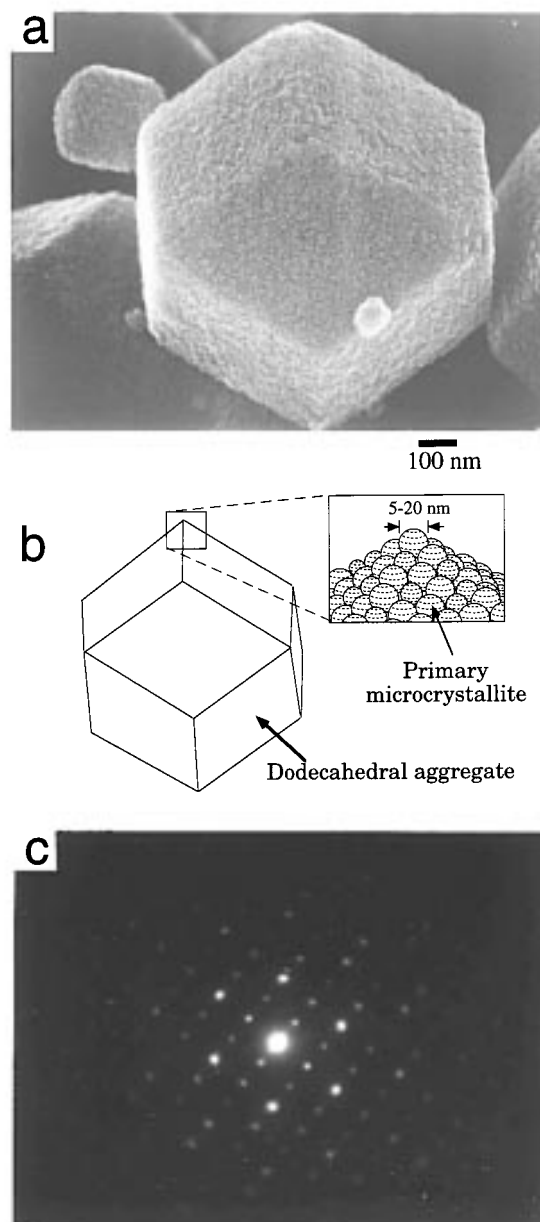 a
100 nm
b
5-20 nm
Primary
microcrystallite
Dodecahedral aggregate
c